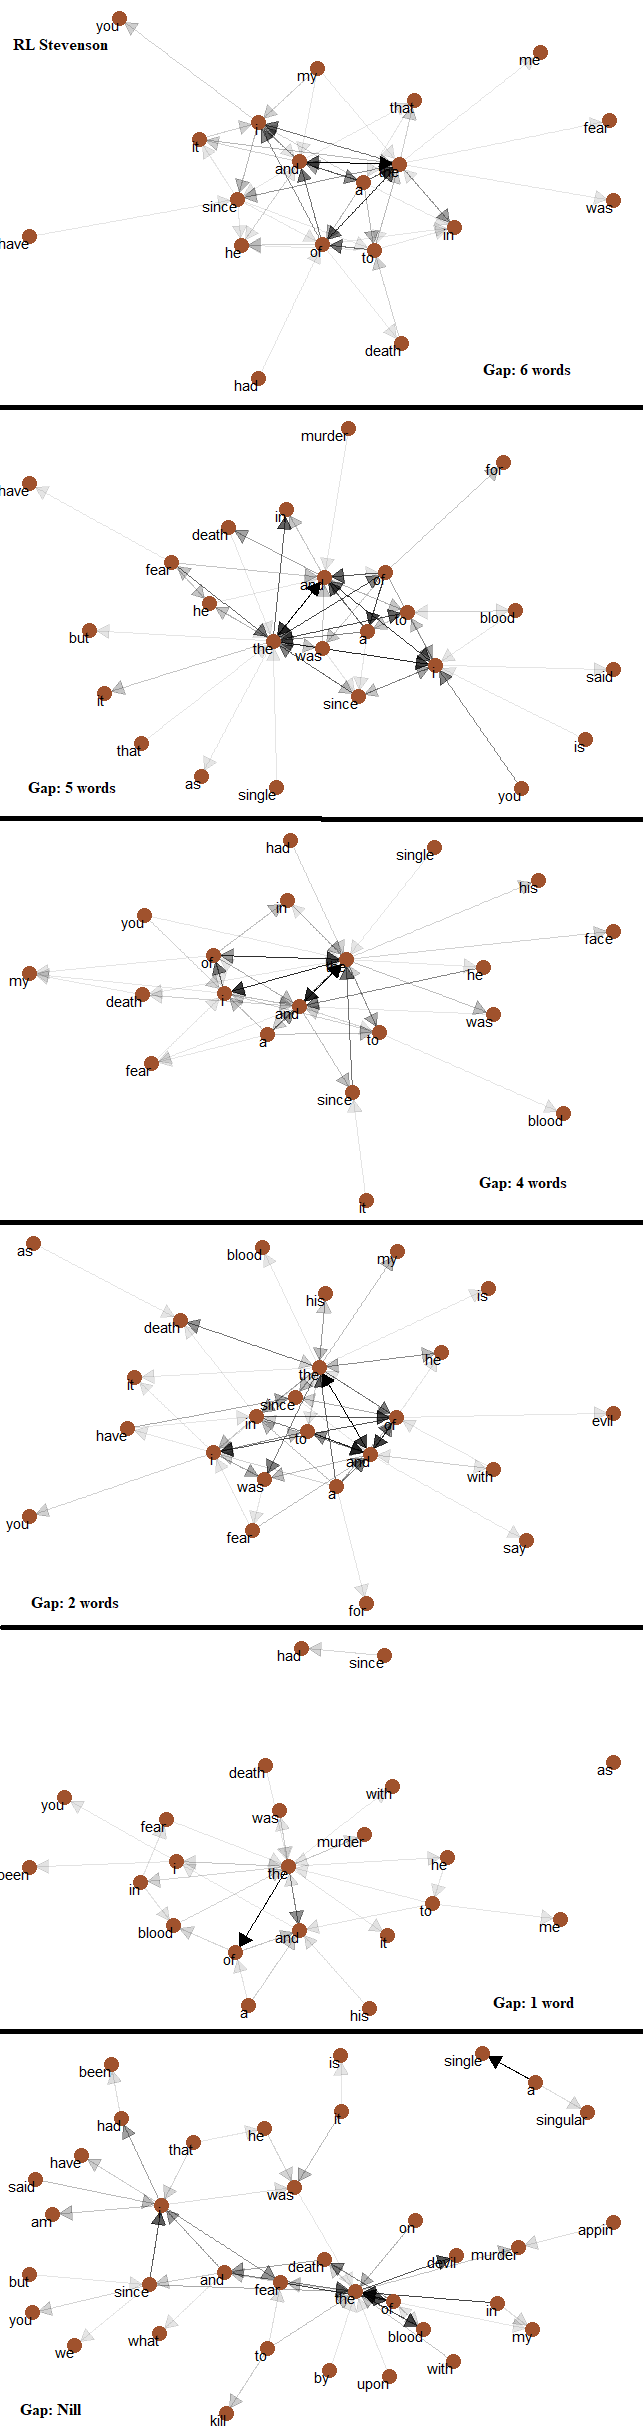 you
RL Stevenson
me
my
that
i
fear
it
and
the
a
since
was
in
have
he
of
to
death
had
Gap: 6 words
murder
for
have
in
death
fear
and
of
he
to
blood
but
the
a
was
i
said
since
it
that
is
as
single
you
Gap: 5 words
had
single
his
in
you
face
of
the
he
my
death
i
and
was
a
to
fear
since
blood
it
Gap: 4 words
as
blood
my
his
is
death
he
the
it
since
in
of
evil
have
to
i
and
was
with
a
you
fear
say
for
Gap: 2 words
had
since
death
as
you
with
was
fear
murder
i
he
been
the
in
blood
and
it
to
me
of
a
his
Gap: 1 word
single
is
been
a
it
singular
had
that
he
have
said
was
am
i
on
appin
devil
murder
death
but
since
and
fear
the
of
in
you
what
blood
my
we
to
with
by
upon
kill
Gap: Nill